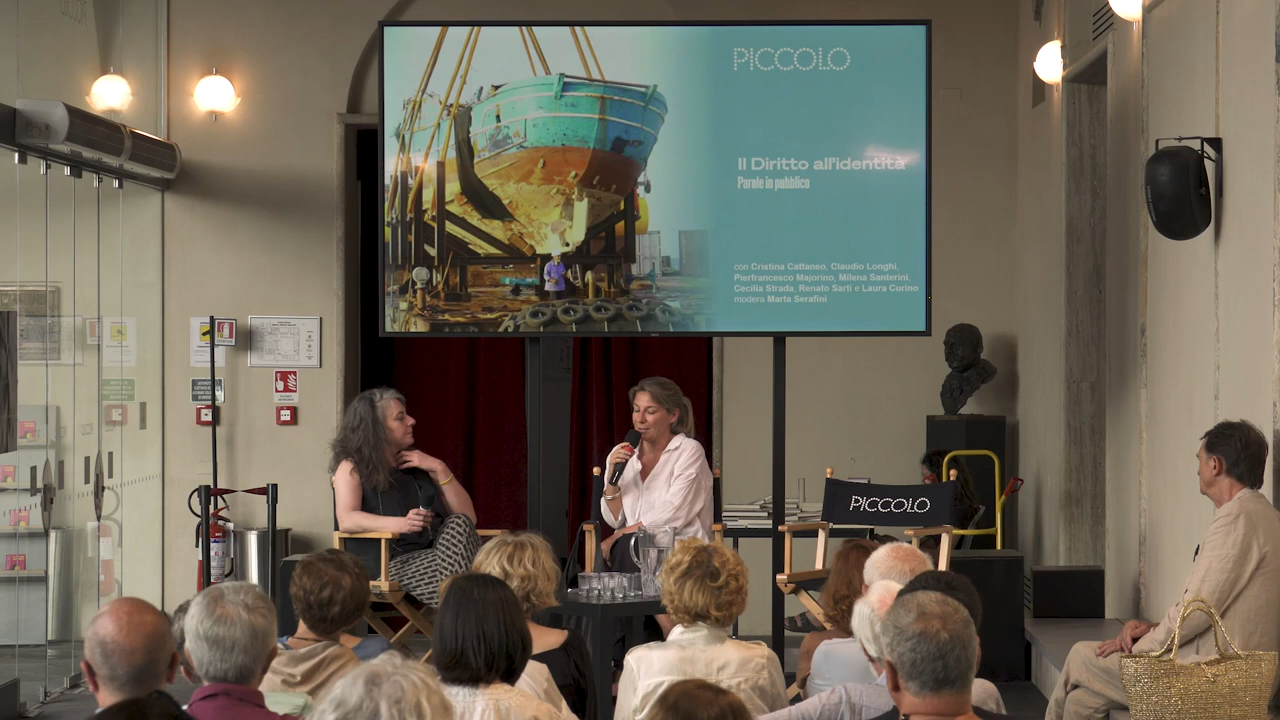 PICCOLO
Il Diritto all'identità
Parole in pubblico
con Cristina Cattaneo, Claudio Longhi,
Pierfrancesco Majorino, Milena Santerini,
Cecilia Strada, Renato Sarti e Laura Curino
modera Marta Serafini
PICCOLO